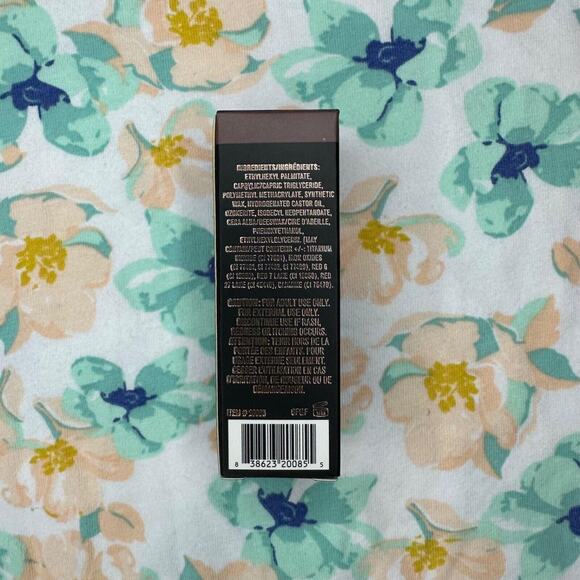 INGREDIENTS/INGRÉDIENTS:
ETHYLHEXYL PALMITATE,
CAPRYLIC/CAPRIC TRIGLYCERIDE,
POLYMETHYL METHACRYLATE, SYNTHETIC
WAX, HYDROGENATED CASTOR OIL,
OZOKERITE, ISODECYL NEOPENTANOATE,
CERA ALBA/BEESWAX/CIRE D'ABEILLE,
PHENOXYETHANOL,
ETHYLHEXYLGLYCERIN. (MAY
CONTAIN/PEUT CONTENIR +/-: TITANIUM
DIOXIDE (CI 77891), IRON OXIDES
(CI 77491, CI 77492, CI 77499), RED 6
(CI 15850), RED 7 LAKE (CI 15850), RED
27 LAKE (CI 45410), CARMINE (CI 75470).
CAUTION: FOR ADULT USE ONLY.
FOR EXTERNAL USE ONLY.
DISCONTINUE USE IF RASH,
REDNESS OR ITCHING OCCURS.
ATTENTION: TENIR HORS DE LA
PORTÉE DES ENFANTS. POUR
USAGE EXTERNE SEULEMENT.
CESSER L'UTILISATION EN CAS
D'IRRITATION, DE ROUGEUR OU DE
DÉMANGEAISON.
ITEM # 20085
8 38623 20085 5